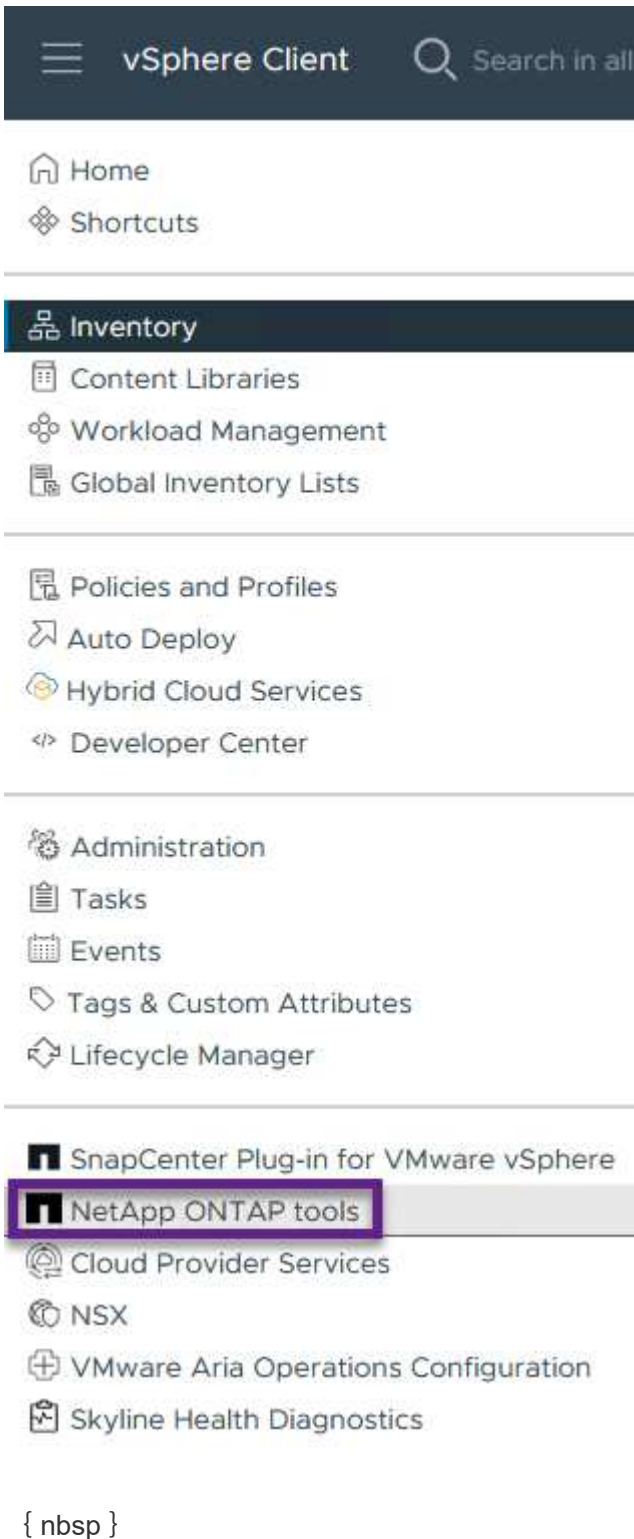 vSphere Client Search in all
Home
Shortcuts
Inventory
Content Libraries
Workload Management
Global Inventory Lists
Policies and Profiles
Auto Deploy
Hybrid Cloud Services
</> Developer Center
Administration
Tasks
Events
Tags & Custom Attributes
Lifecycle Manager
SnapCenter Plug-in for VMware vSphere
NetApp ONTAP tools
Cloud Provider Services
NSX
VMware Aria Operations Configuration
Skyline Health Diagnostics
{ nbsp }